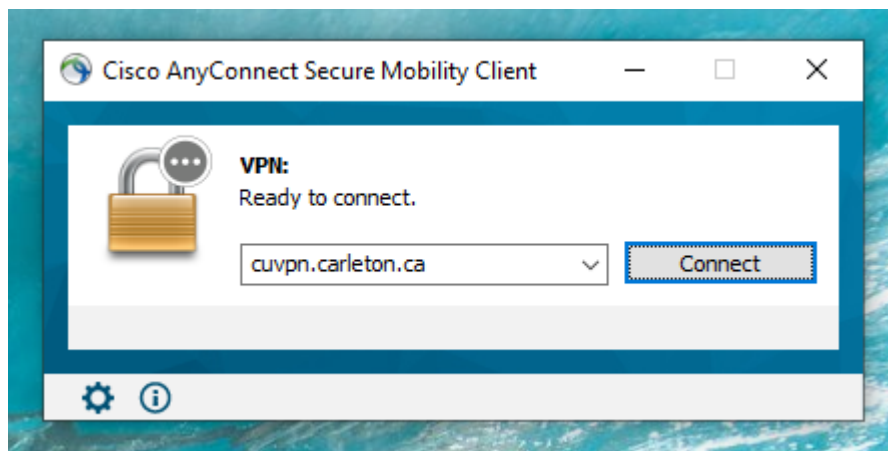 Cisco AnyConnect Secure Mobility Client
VPN:
Ready to connect.
cuvpn.carleton.ca
Connect